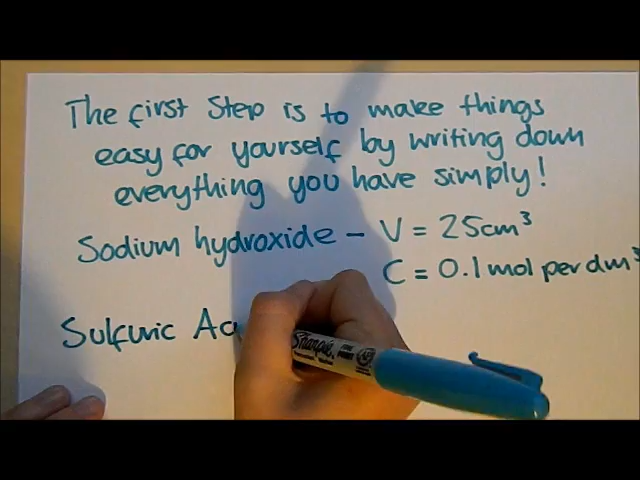 The first Step is to make things
easy for yourself by writing down
everything you have simply!
Sodium hydroxide – V = 25cm³
C = 0.1 mol per dm³
Sulfuric Ac
Sharpie